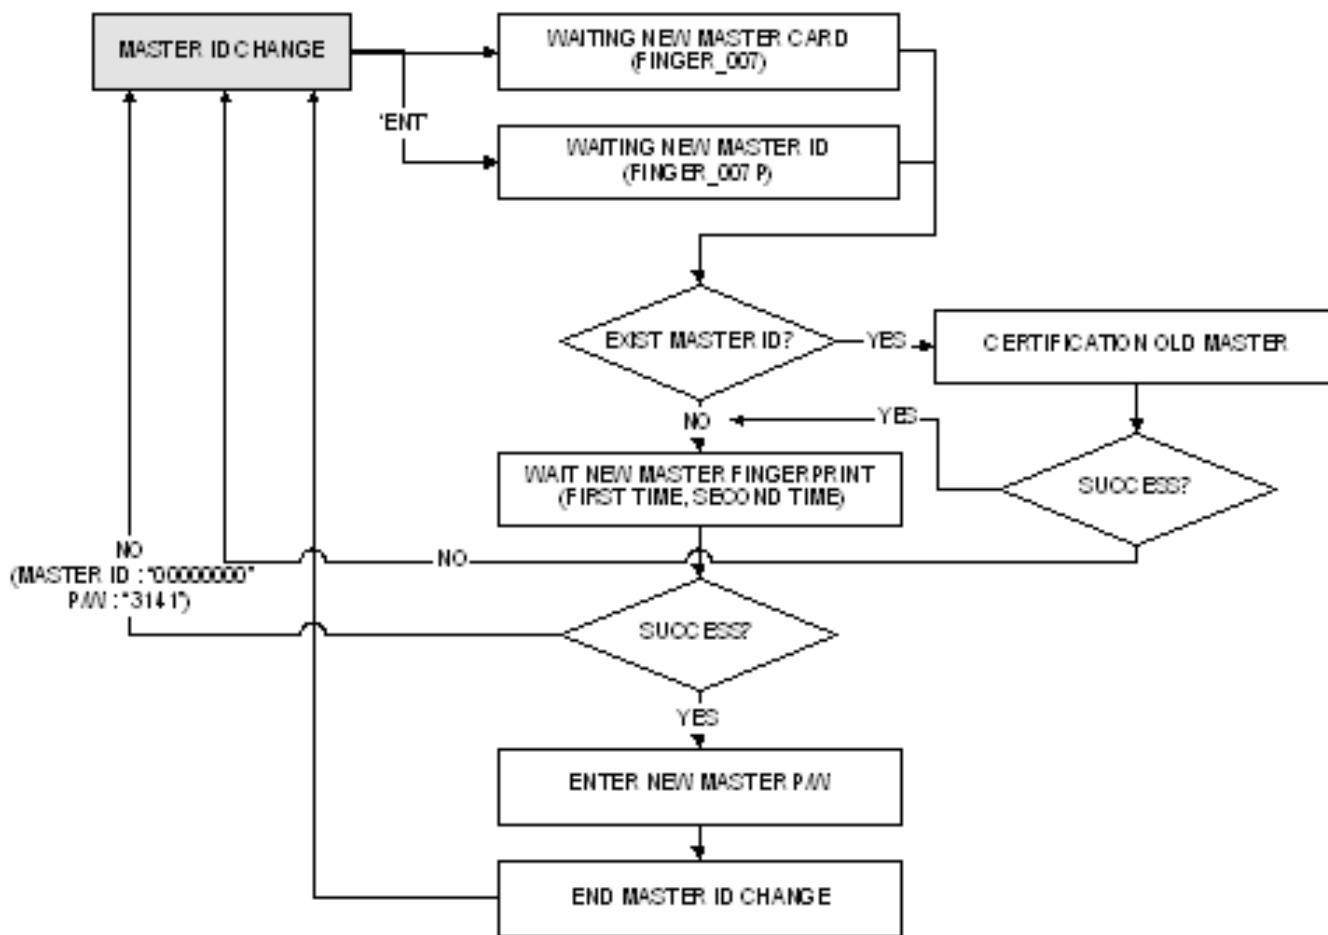 MASTER ID CHANGE
WAITING NEW MASTER CARD
(FINGER_007)
'ENT'
WAITING NEW MASTER ID
(FINGER_007P)
EXIST MASTER ID?
YES
CERTIFICATION OLD MASTER
NO
YES
WAIT NEW MASTER FINGERPRINT
(FIRST TIME, SECOND TIME)
SUCCESS?
NO
(MASTER ID : "00000000"
P/W : "3141")
NO
SUCCESS?
YES
ENTER NEW MASTER P/W
END MASTER ID CHANGE